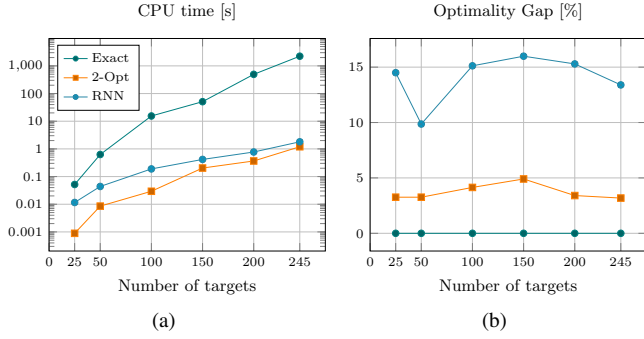 CPU time [s]
1,000
100
10
1
0.1
0.01
0.001
Exact
2-Opt
RNN
0 25 50 100 150 200 245
Number of targets
(a)
Optimality Gap [%]
15
10
5
0
0 25 50 100 150 200 245
Number of targets
(b)